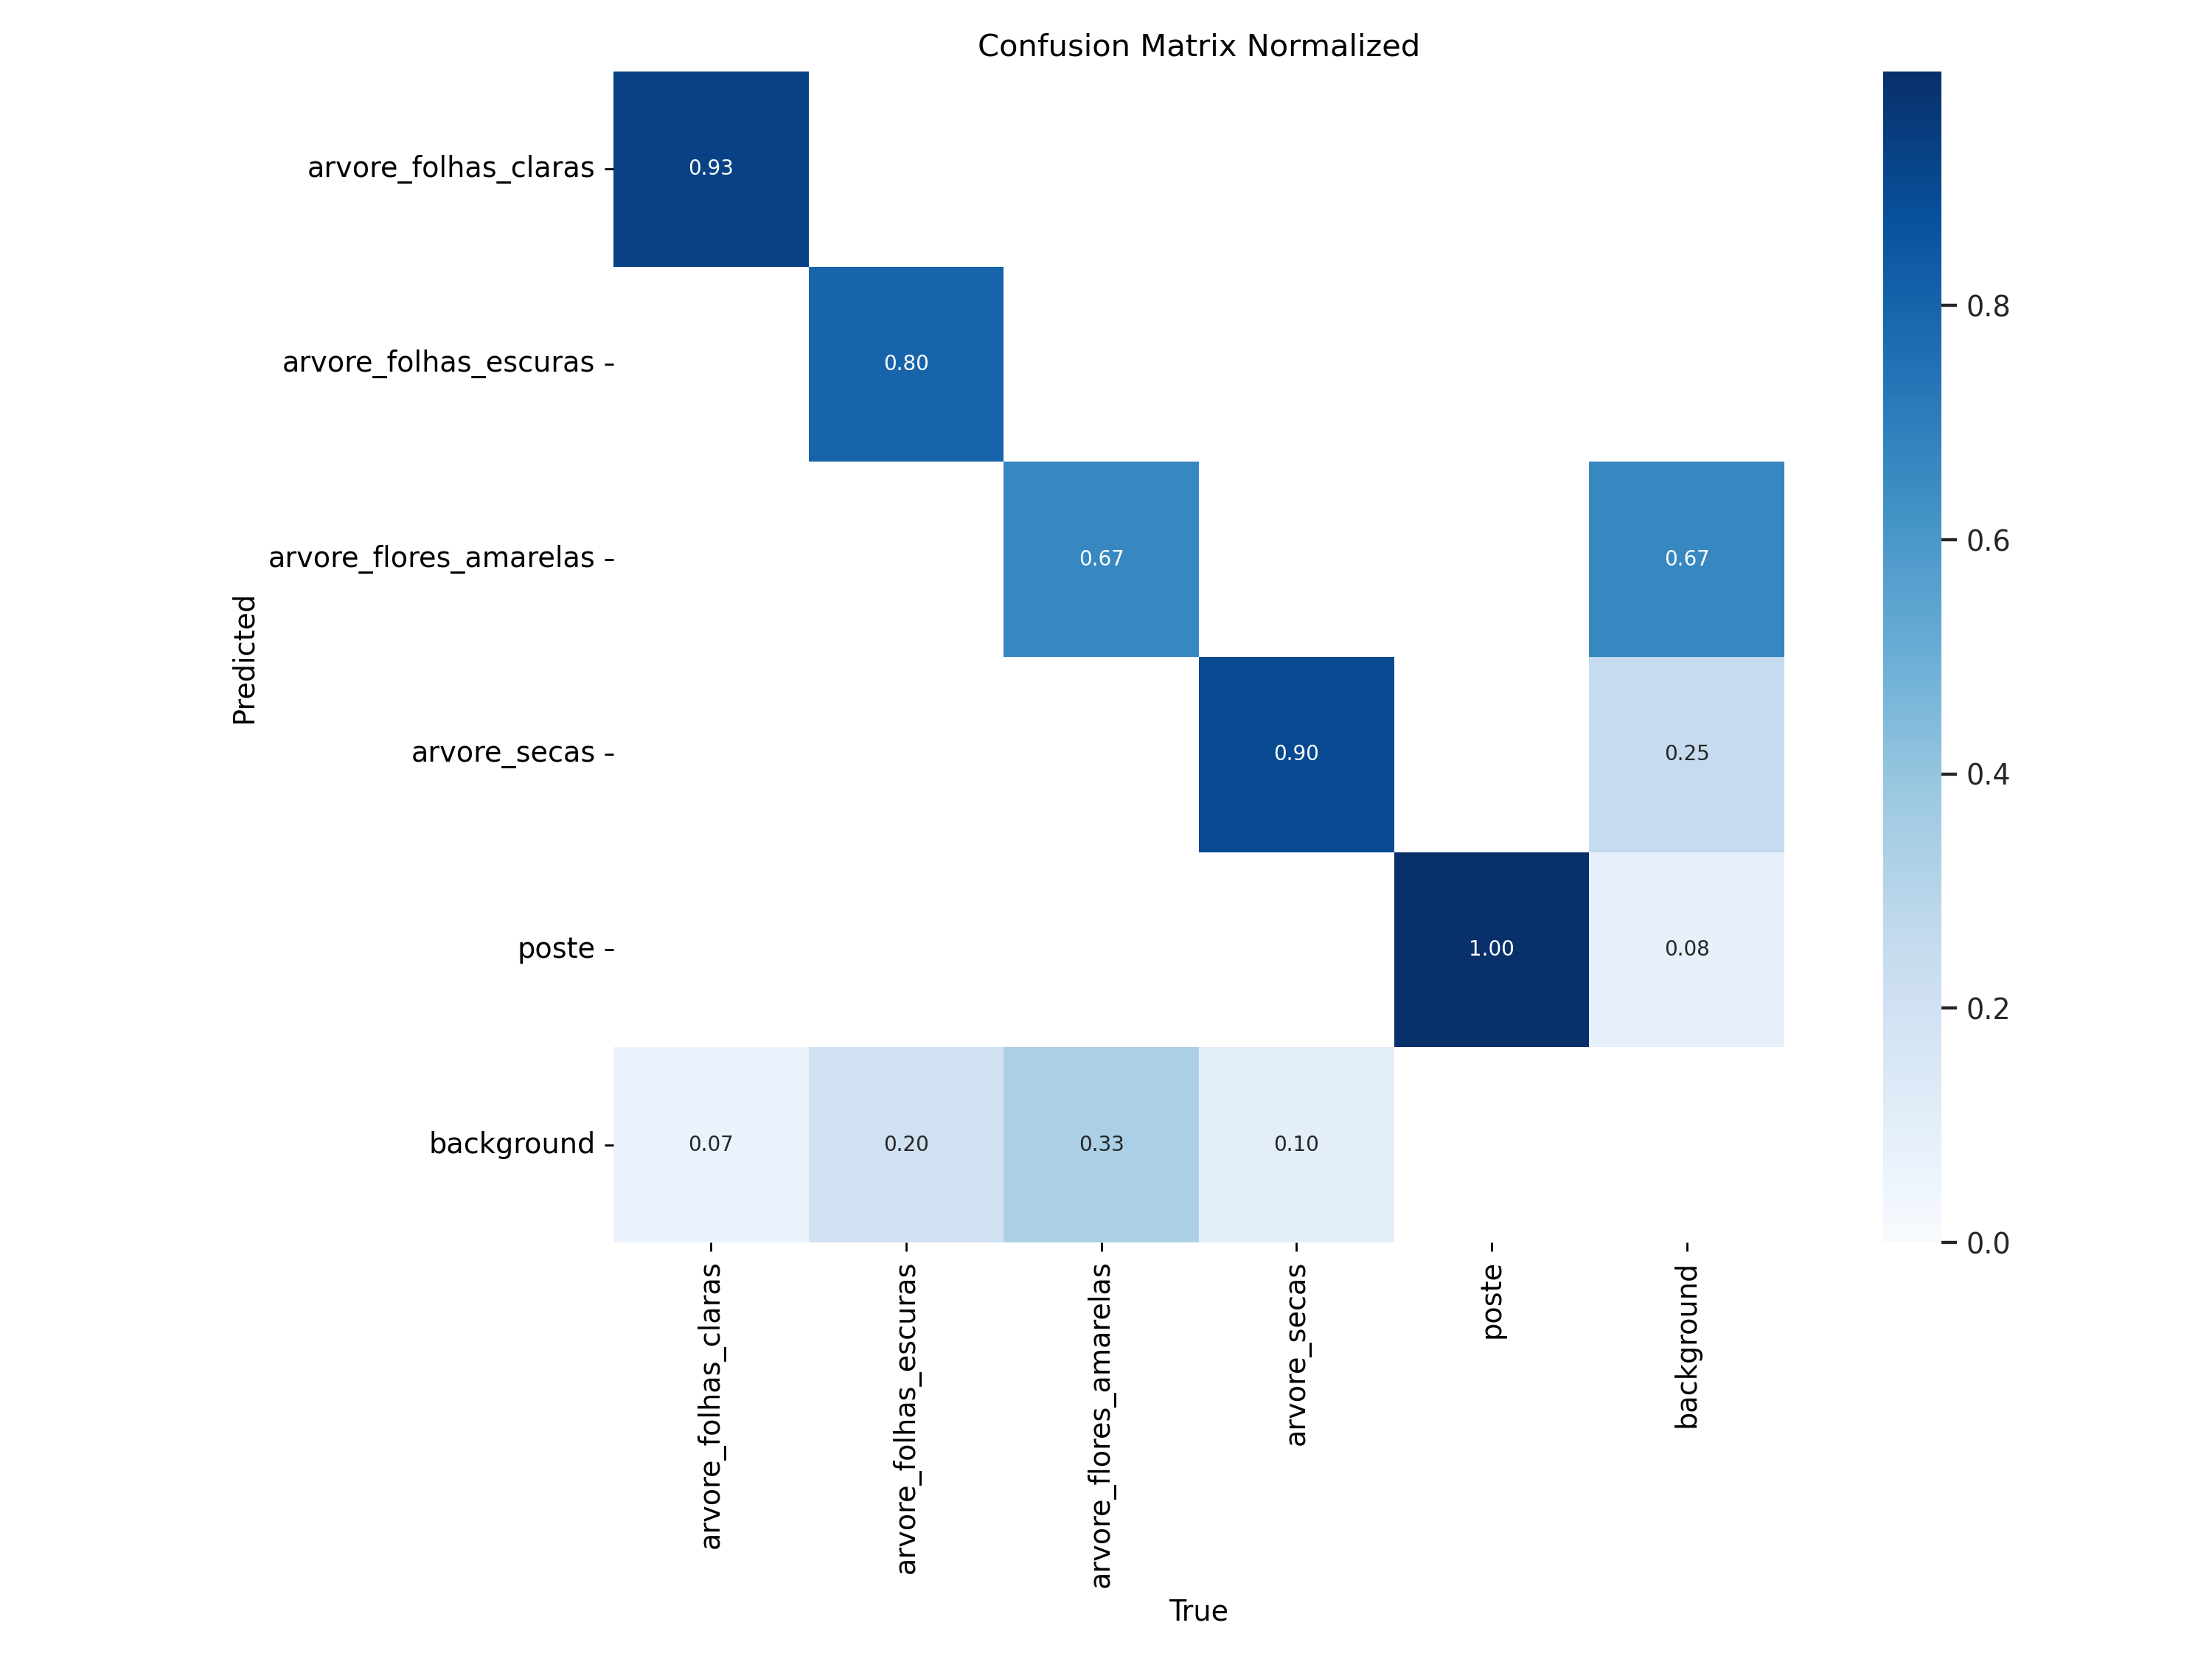 Confusion Matrix Normalized
arvore_folhas_claras
0.93
arvore_folhas_escuras
0.80
arvore_flores_amarelas
0.67
0.67
arvore_secas
0.90
0.25
poste
1.00
0.08
background
0.07
0.20
0.33
0.10
Predicted
arvore_folhas_claras
arvore_folhas_escuras
arvore_flores_amarelas
arvore_secas
poste
background
True
0.8
0.6
0.4
0.2
0.0